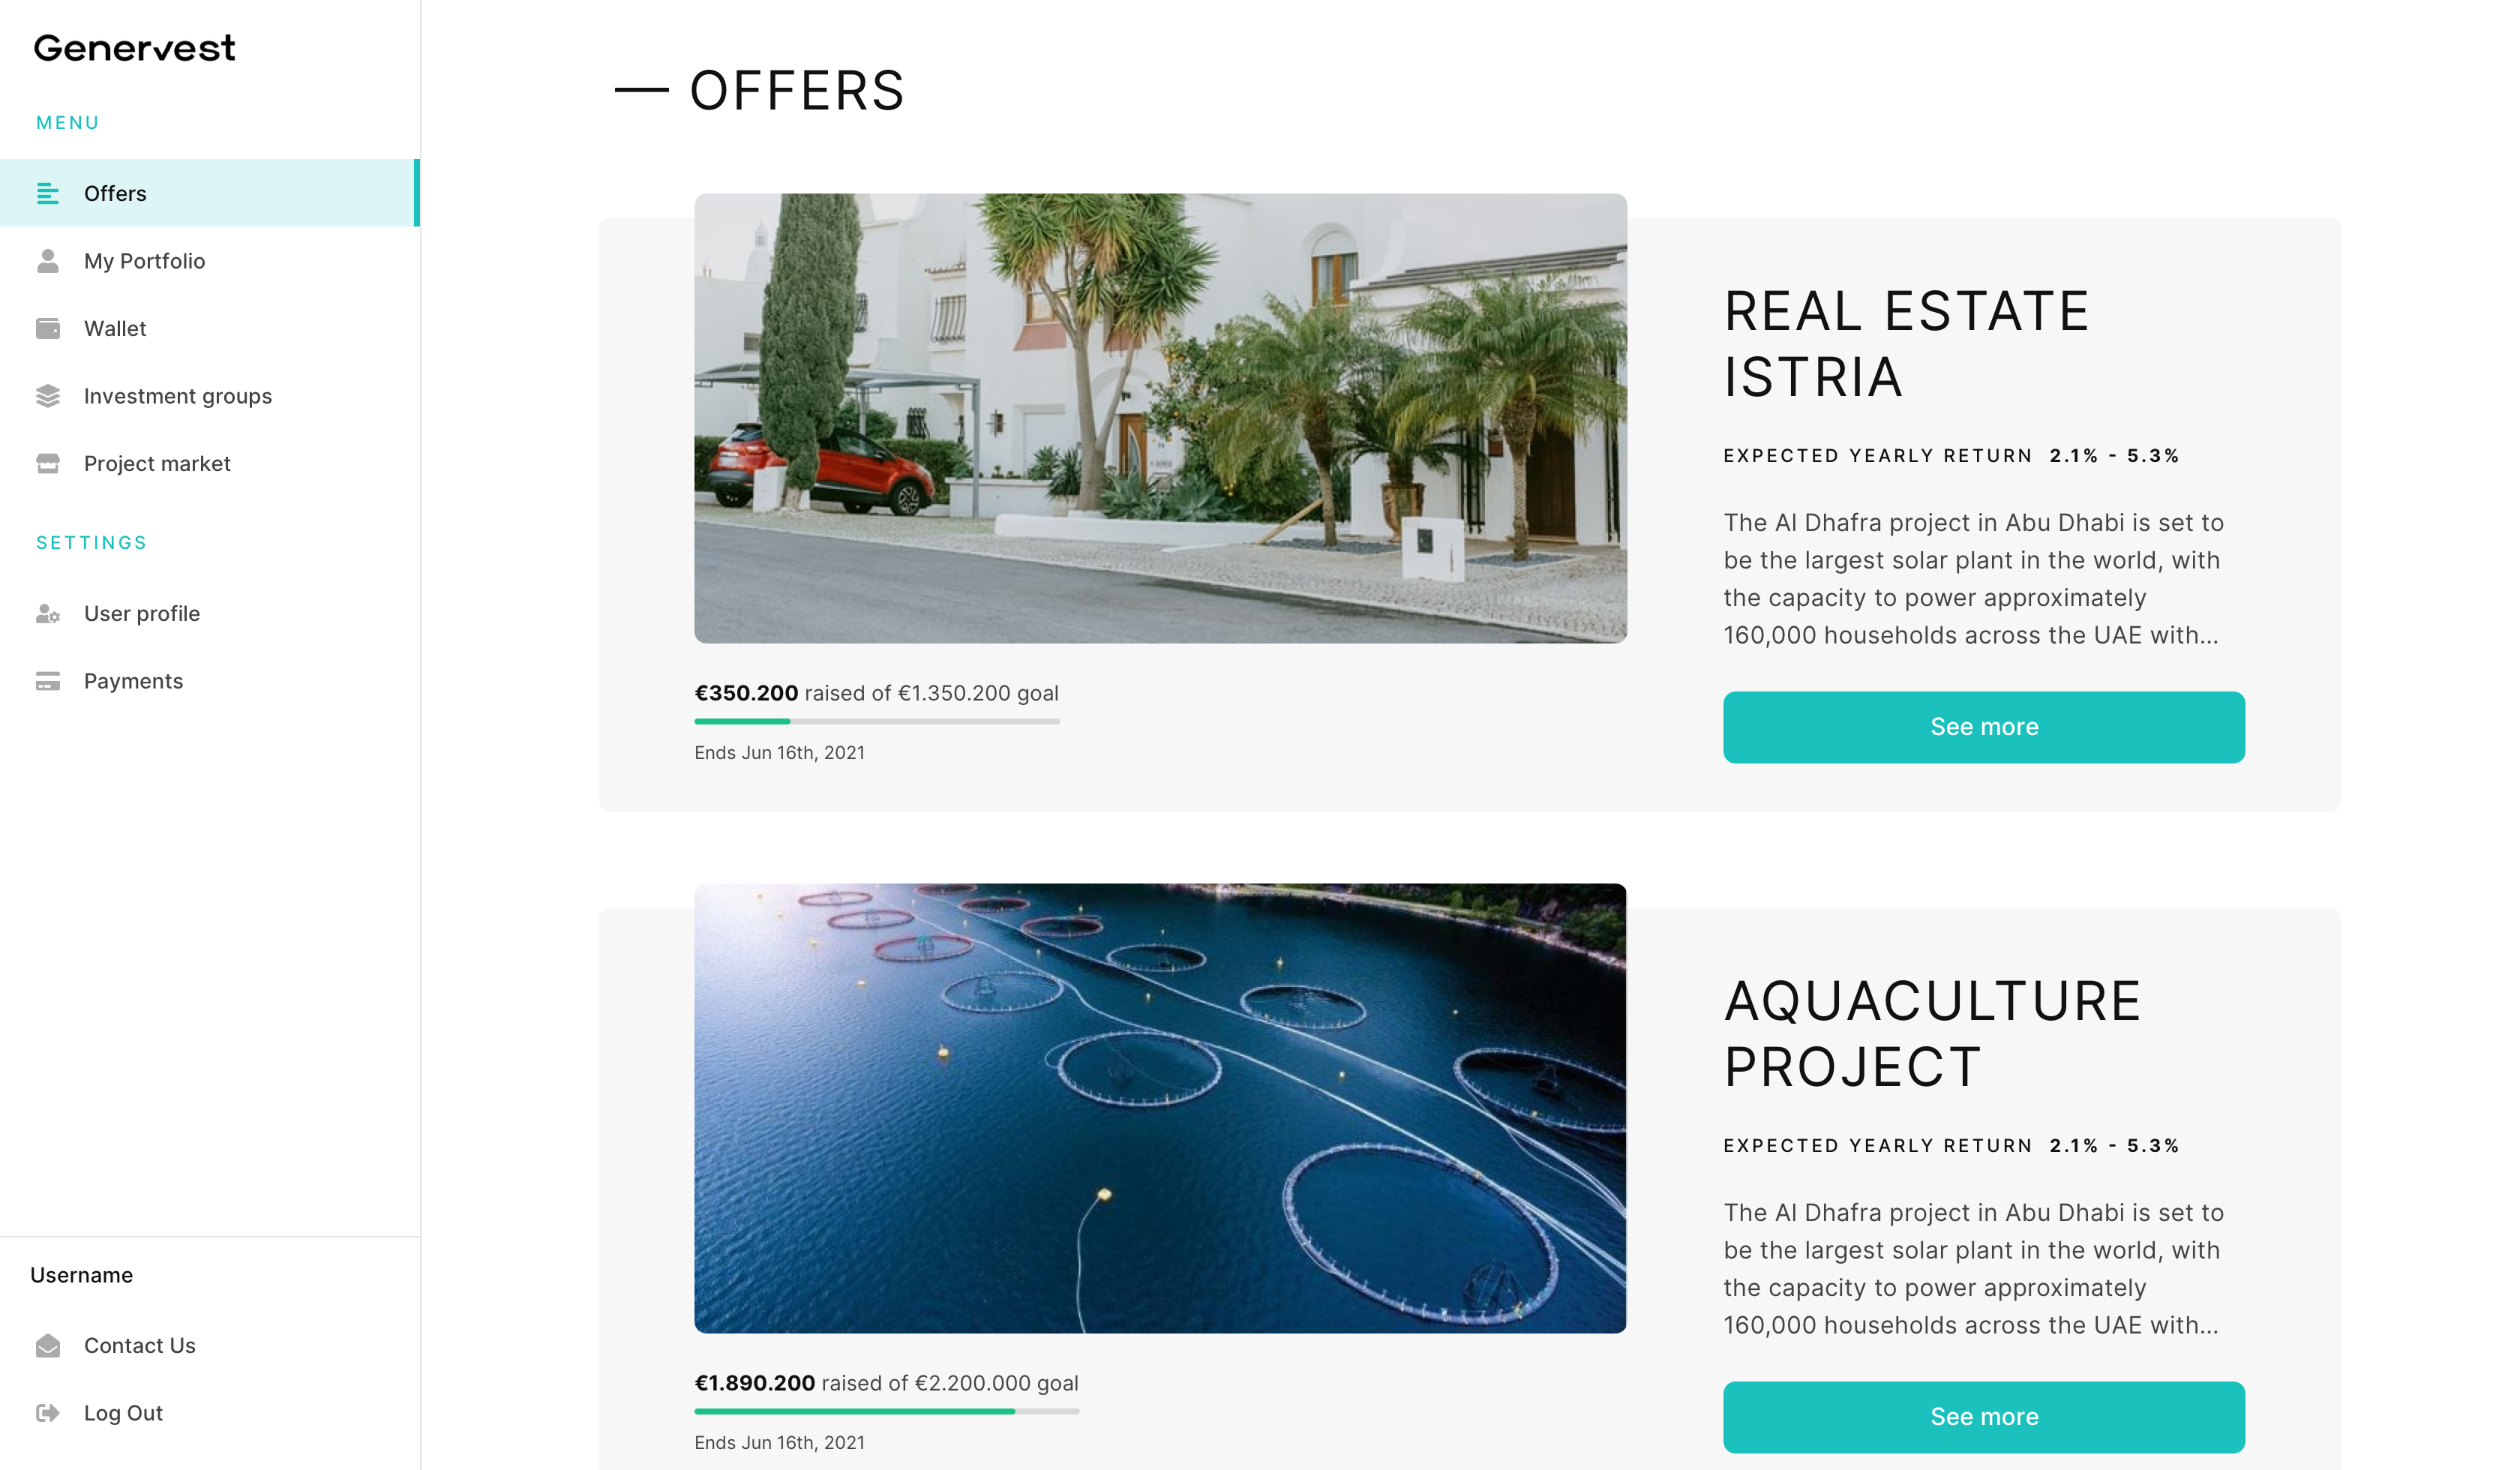 Genervest
MENU
Offers
My Portfolio
Wallet
Investment groups
Project market
SETTINGS
User profile
Payments
Username
Contact Us
Log Out
— OFFERS
REAL ESTATE
ISTRIA
EXPECTED YEARLY RETURN 2.1% - 5.3%
The Al Dhafra project in Abu Dhabi is set to
be the largest solar plant in the world, with
the capacity to power approximately
160,000 households across the UAE with...
€350.200 raised of €1.350.200 goal
Ends Jun 16th, 2021
See more
AQUACULTURE
PROJECT
EXPECTED YEARLY RETURN 2.1% - 5.3%
The Al Dhafra project in Abu Dhabi is set to
be the largest solar plant in the world, with
the capacity to power approximately
160,000 households across the UAE with...
€1.890.200 raised of €2.200.000 goal
Ends Jun 16th, 2021
See more